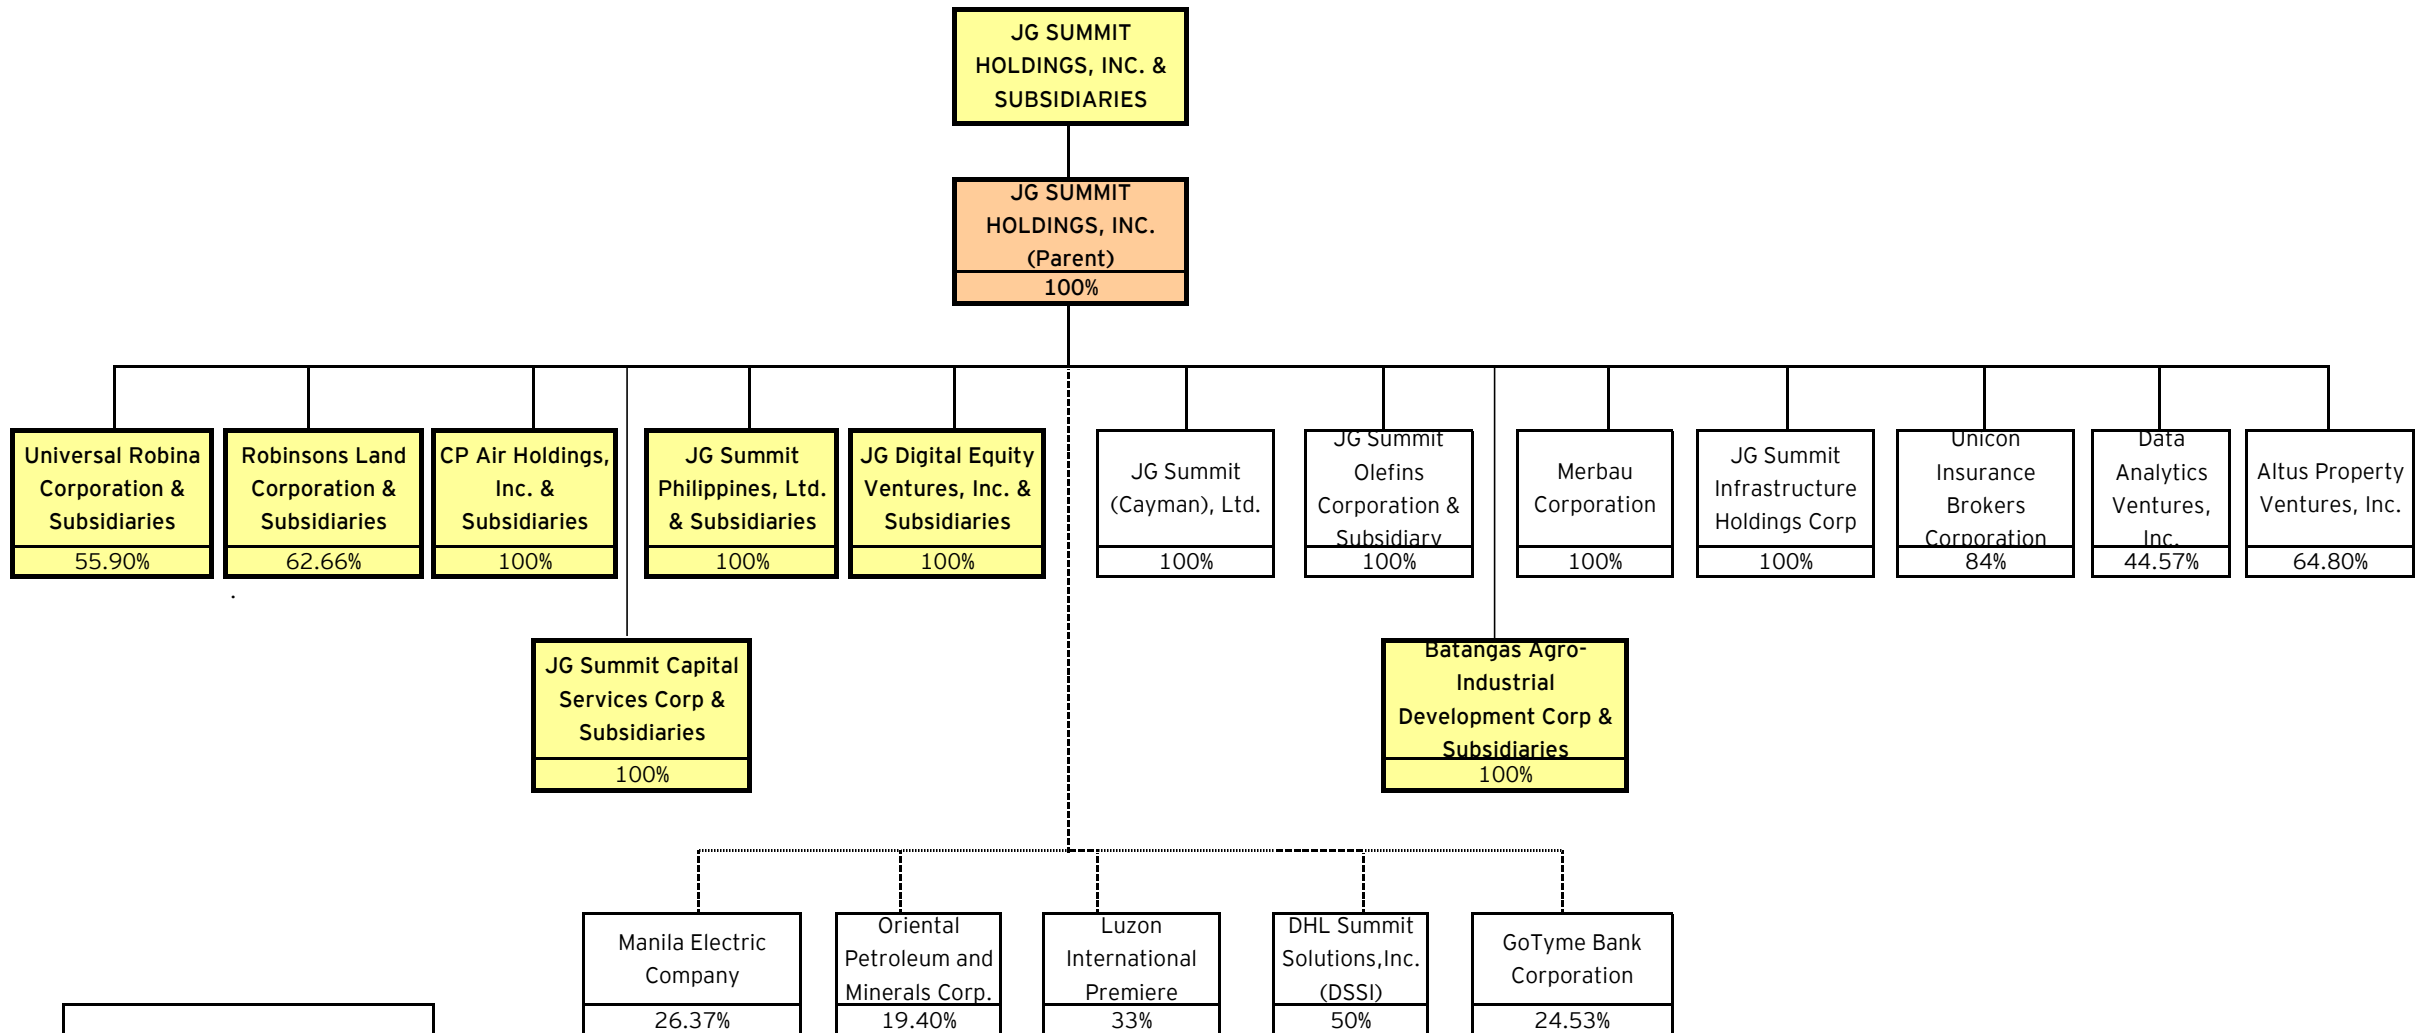 JG SUMMIT
HOLDINGS, INC. &
SUBSIDIARIES
JG SUMMIT
HOLDINGS, INC.
(Parent)
100%
Universal Robina
Corporation &
Subsidiaries
55.90%
Robinsons Land
Corporation &
Subsidiaries
62.66%
CP Air Holdings,
Inc. &
Subsidiaries
100%
JG Summit
Philippines, Ltd.
& Subsidiaries
100%
JG Digital Equity
Ventures, Inc. &
Subsidiaries
100%
JG Summit
(Cayman), Ltd.
100%
JG Summit
Olefins
Corporation &
Subsidiary
100%
Merbau
Corporation
100%
JG Summit
Infrastructure
Holdings Corp
100%
Unicon
Insurance
Brokers
Corporation
84%
Data
Analytics
Ventures,
Inc.
44.57%
Altus Property
Ventures, Inc.
64.80%
.
JG Summit Capital
Services Corp &
Subsidiaries
100%
Batangas Agro-
Industrial
Development Corp &
Subsidiaries
100%
Manila Electric
Company
26.37%
Oriental
Petroleum and
Minerals Corp.
19.40%
Luzon
International
Premiere
33%
DHL Summit
Solutions,Inc.
(DSSI)
50%
GoTyme Bank
Corporation
24.53%